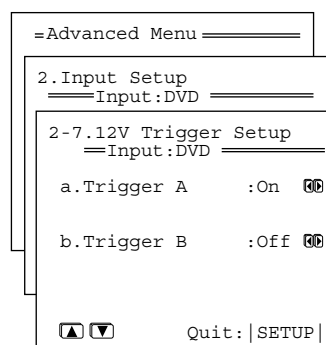 Advanced Menu
2.Input Setup
Input:DVD
2-7.12V Trigger Setup
Input:DVD
a.Trigger A :On
b.Trigger B :Off
Quit:|SETUP|